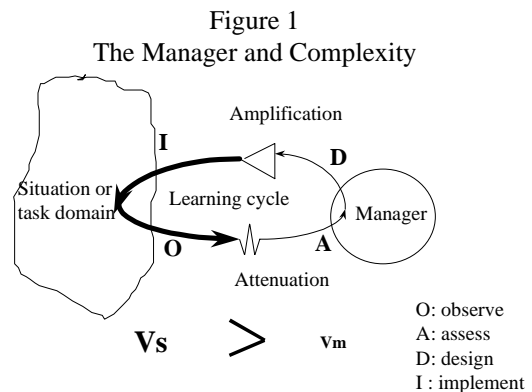 Figure 1
The Manager and Complexity
Amplification
I
D
Situation or
task domain
Learning cycle
Manager
O
A
Attenuation
Vs > Vm
O: observe
A: assess
D: design
I : implement